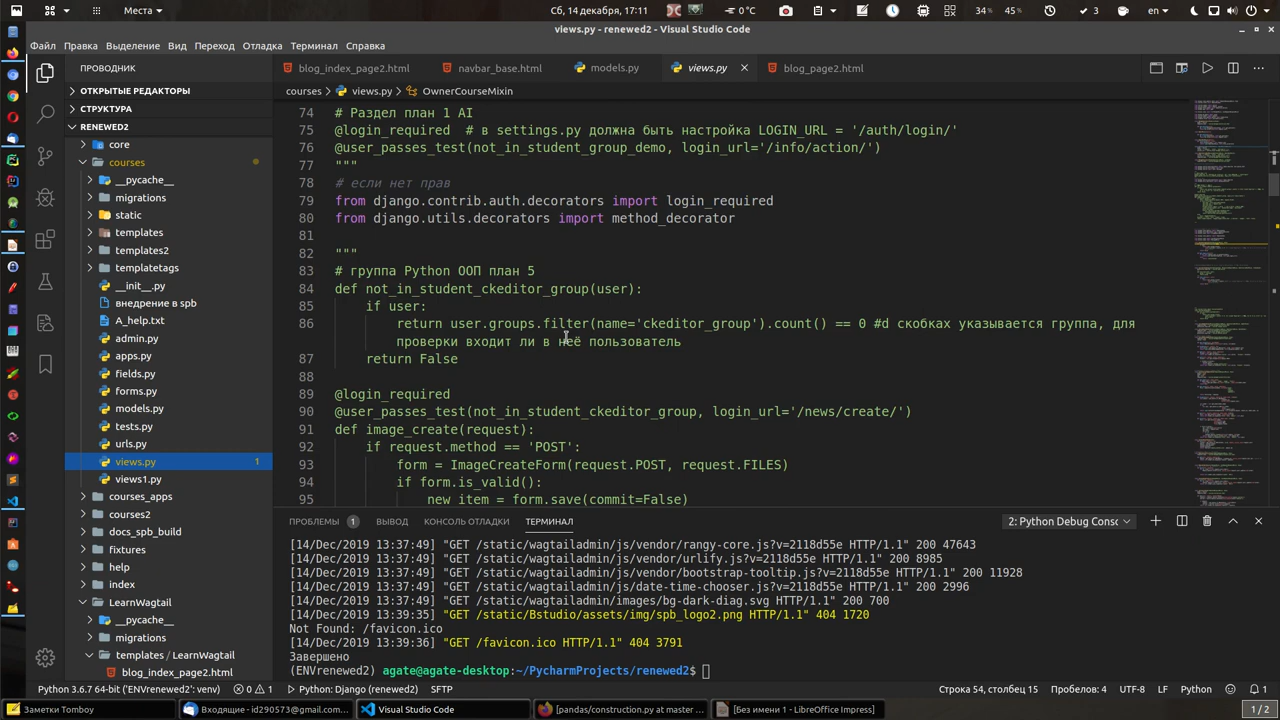 Места
Сб, 14 декабря, 17:11
0°C
34%
45%
3
en
views.py - renewed2 - Visual Studio Code
Файл Правка Выделение Вид Переход Отладка Терминал Справка
ПРОВОДНИК
blog_index_page2.html navbar_base.html models.py views.py blog_page2.html
ОТКРЫТЫЕ РЕДАКТОРЫ
СТРУКТУРА
RENEWED2
core
courses
__pycache__
migrations
static
templates
templates2
templatetags
__init__.py
внедрение в spb
A_help.txt
admin.py
apps.py
fields.py
forms.py
models.py
tests.py
urls.py
views.py 1
views1.py
courses_apps
courses2
docs_spb_build
fixtures
help
index
LearnWagtail
__pycache__
migrations
templates / LearnWagtail
blog_index_page2.html
courses > views.py > OwnerCourseMixin
74 # Раздел план 1 AI
75 @login_required # в settings.py должна быть настройка LOGIN_URL = '/auth/login/'
76 @user_passes_test(not_in_student_group_demo, login_url='/info/action/')
77 """
78 # если нет прав
79 from django.contrib.auth.decorators import login_required
80 from django.utils.decorators import method_decorator
81
82 """
83 # группа Python ООП план 5
84 def not_in_student_ckeditor_group(user):
85 if user:
86 return user.groups.filter(name='ckeditor_group').count() == 0 #d скобках указывается группа, для
проверки входит ли в неё пользователь
87 return False
88
89 @login_required
90 @user_passes_test(not_in_student_ckeditor_group, login_url='/news/create/')
91 def image_create(request):
92 if request.method == 'POST':
93 form = ImageCreateForm(request.POST, request.FILES)
94 if form.is_valid():
95 new_item = form.save(commit=False)
ПРОБЛЕМЫ 1 ВЫВОД КОНСОЛЬ ОТЛАДКИ ТЕРМИНАЛ 2: Python Debug Consc
[14/Dec/2019 13:37:49] "GET /static/wagtailadmin/js/vendor/rangy-core.js?v=2118d55e HTTP/1.1" 200 47643
[14/Dec/2019 13:37:49] "GET /static/wagtailadmin/js/vendor/urlify.js?v=2118d55e HTTP/1.1" 200 8985
[14/Dec/2019 13:37:49] "GET /static/wagtailadmin/js/vendor/bootstrap-tooltip.js?v=2118d55e HTTP/1.1" 200 11928
[14/Dec/2019 13:37:49] "GET /static/wagtailadmin/js/date-time-choser.js?v=2118d55e HTTP/1.1" 200 2996
[14/Dec/2019 13:37:49] "GET /static/wagtailadmin/images/bg-dark-diag.svg HTTP/1.1" 200 700
[14/Dec/2019 13:39:35] "GET /static/Bstudio/assets/img/spb_logo2.png HTTP/1.1" 404 1720
Not Found: /favicon.ico
[14/Dec/2019 13:39:36] "GET /favicon.ico HTTP/1.1" 404 3791
Завершено
(ENVrenewed2) agate@agate-desktop:~/PycharmProjects/renewed2$
Python 3.6.7 64-bit ('ENVrenewed2': venv) 0 1 Python: Django (renewed2) SFTP Строка 54, столбец 15 Пробелов: 4 UTF-8 LF Python 1
Заметки Tomboy Входящие - id290573@gmail.com... Visual Studio Code [pandas/construction.py at master ... [Без имени 1 - LibreOffice Impress] 1 / 2